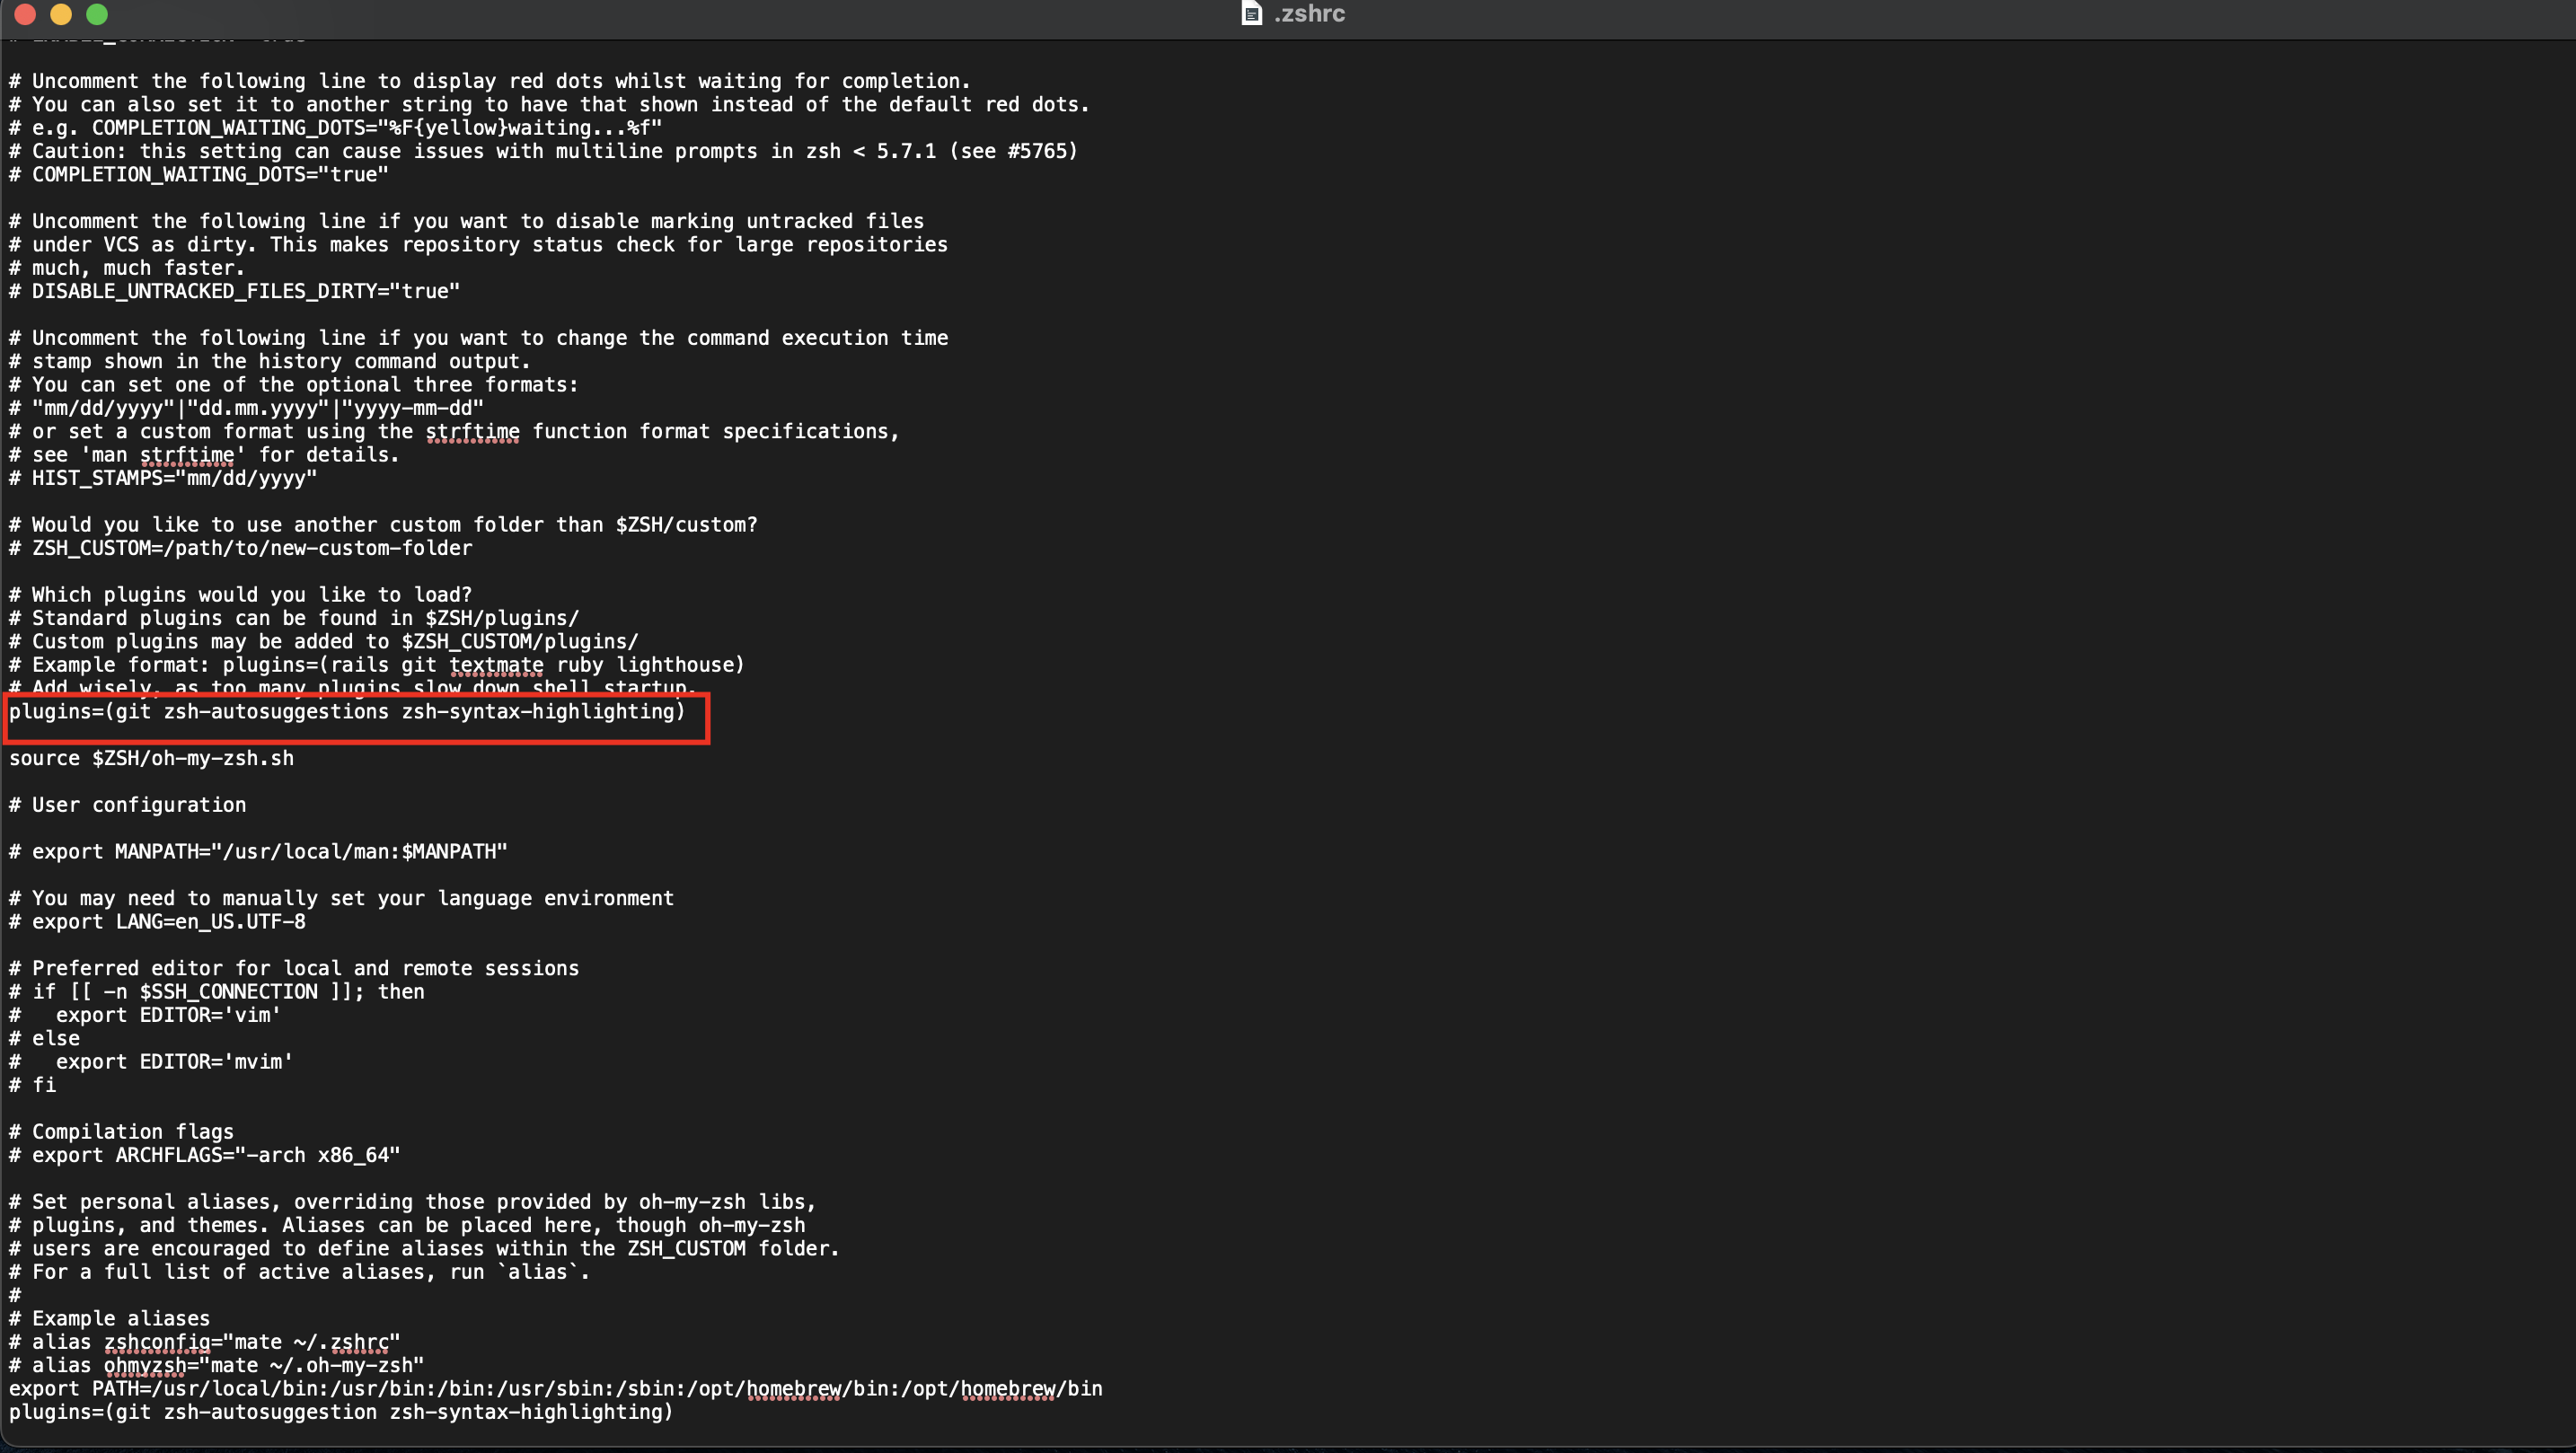 .zshrc
# Uncomment the following line to display red dots whilst waiting for completion.
# You can also set it to another string to have that shown instead of the default red dots.
# e.g. COMPLETION_WAITING_DOTS="%F{yellow}waiting...%f"
# Caution: this setting can cause issues with multiline prompts in zsh < 5.7.1 (see #5765)
# COMPLETION_WAITING_DOTS="true"
# Uncomment the following line if you want to disable marking untracked files
# under VCS as dirty. This makes repository status check for large repositories
# much, much faster.
# DISABLE_UNTRACKED_FILES_DIRTY="true"
# Uncomment the following line if you want to change the command execution time
# stamp shown in the history command output.
# You can set one of the optional three formats:
# "mm/dd/yyyy"|"dd.mm.yyyy"|"yyyy-mm-dd"
# or set a custom format using the strftime function format specifications,
# see 'man strftime' for details.
# HIST_STAMPS="mm/dd/yyyy"
# Would you like to use another custom folder than $ZSH/custom?
# ZSH_CUSTOM=/path/to/new-custom-folder
# Which plugins would you like to load?
# Standard plugins can be found in $ZSH/plugins/
# Custom plugins may be added to $ZSH_CUSTOM/plugins/
# Example format: plugins=(rails git textmate ruby lighthouse)
# Add wisely, as too many plugins slow down shell startup.
plugins=(git zsh-autosuggestions zsh-syntax-highlighting)
source $ZSH/oh-my-zsh.sh
# User configuration
# export MANPATH="/usr/local/man:$MANPATH"
# You may need to manually set your language environment
# export LANG=en_US.UTF-8
# Preferred editor for local and remote sessions
# if [[ -n $SSH_CONNECTION ]]; then
#   export EDITOR='vim'
# else
#   export EDITOR='mvim'
# fi
# Compilation flags
# export ARCHFLAGS="-arch x86_64"
# Set personal aliases, overriding those provided by oh-my-zsh libs,
# plugins, and themes. Aliases can be placed here, though oh-my-zsh
# users are encouraged to define aliases within the ZSH_CUSTOM folder.
# For a full list of active aliases, run `alias`.
#
# Example aliases
# alias zshconfig="mate ~/.zshrc"
# alias ohmyzsh="mate ~/.oh-my-zsh"
export PATH=/usr/local/bin:/usr/bin:/bin:/usr/sbin:/sbin:/opt/homebrew/bin:/opt/homebrew/bin
plugins=(git zsh-autosuggestion zsh-syntax-highlighting)